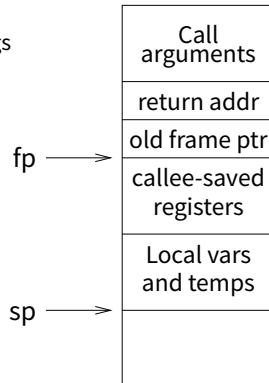 Call
arguments
return addr
old frame ptr
fp
callee-saved
registers
Local vars
and temps
sp